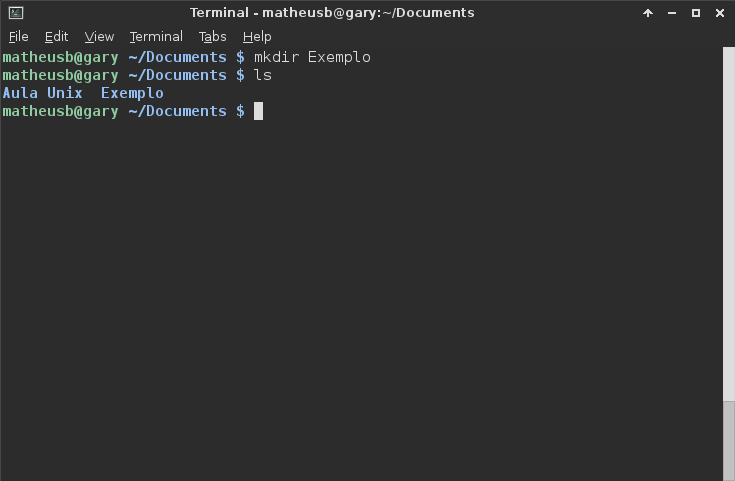 Terminal - matheusb@gary:~/Documents
File Edit View Terminal Tabs Help
matheusb@gary ~/Documents $ mkdir Exemplo
matheusb@gary ~/Documents $ ls
Aula Unix  Exemplo
matheusb@gary ~/Documents $